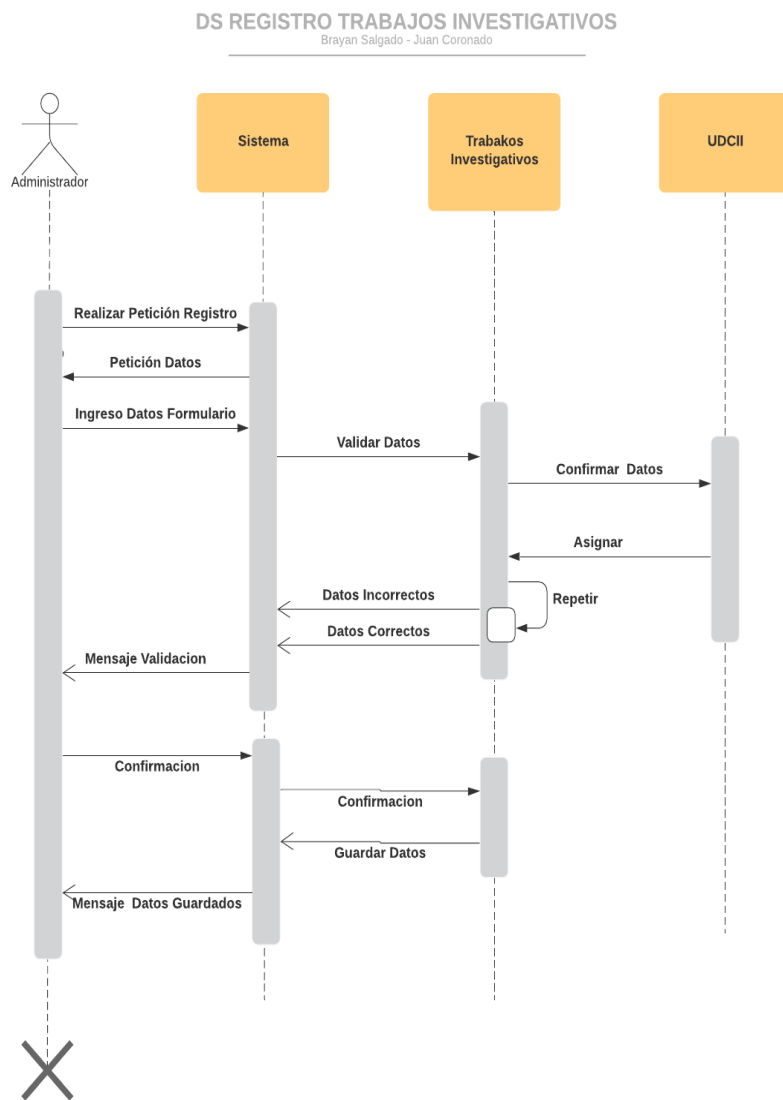 DS REGISTRO TRABAJOS INVESTIGATIVOS
Brayan Salgado - Juan Coronado
Administrador
Sistema
Trabakos
Investigativos
UDCII
Realizar Petición Registro
Petición Datos
Ingreso Datos Formulario
Validar Datos
Confirmar Datos
Asignar
Repetir
Datos Incorrectos
Datos Correctos
Mensaje Validacion
Confirmacion
Confirmacion
Guardar Datos
Mensaje Datos Guardados